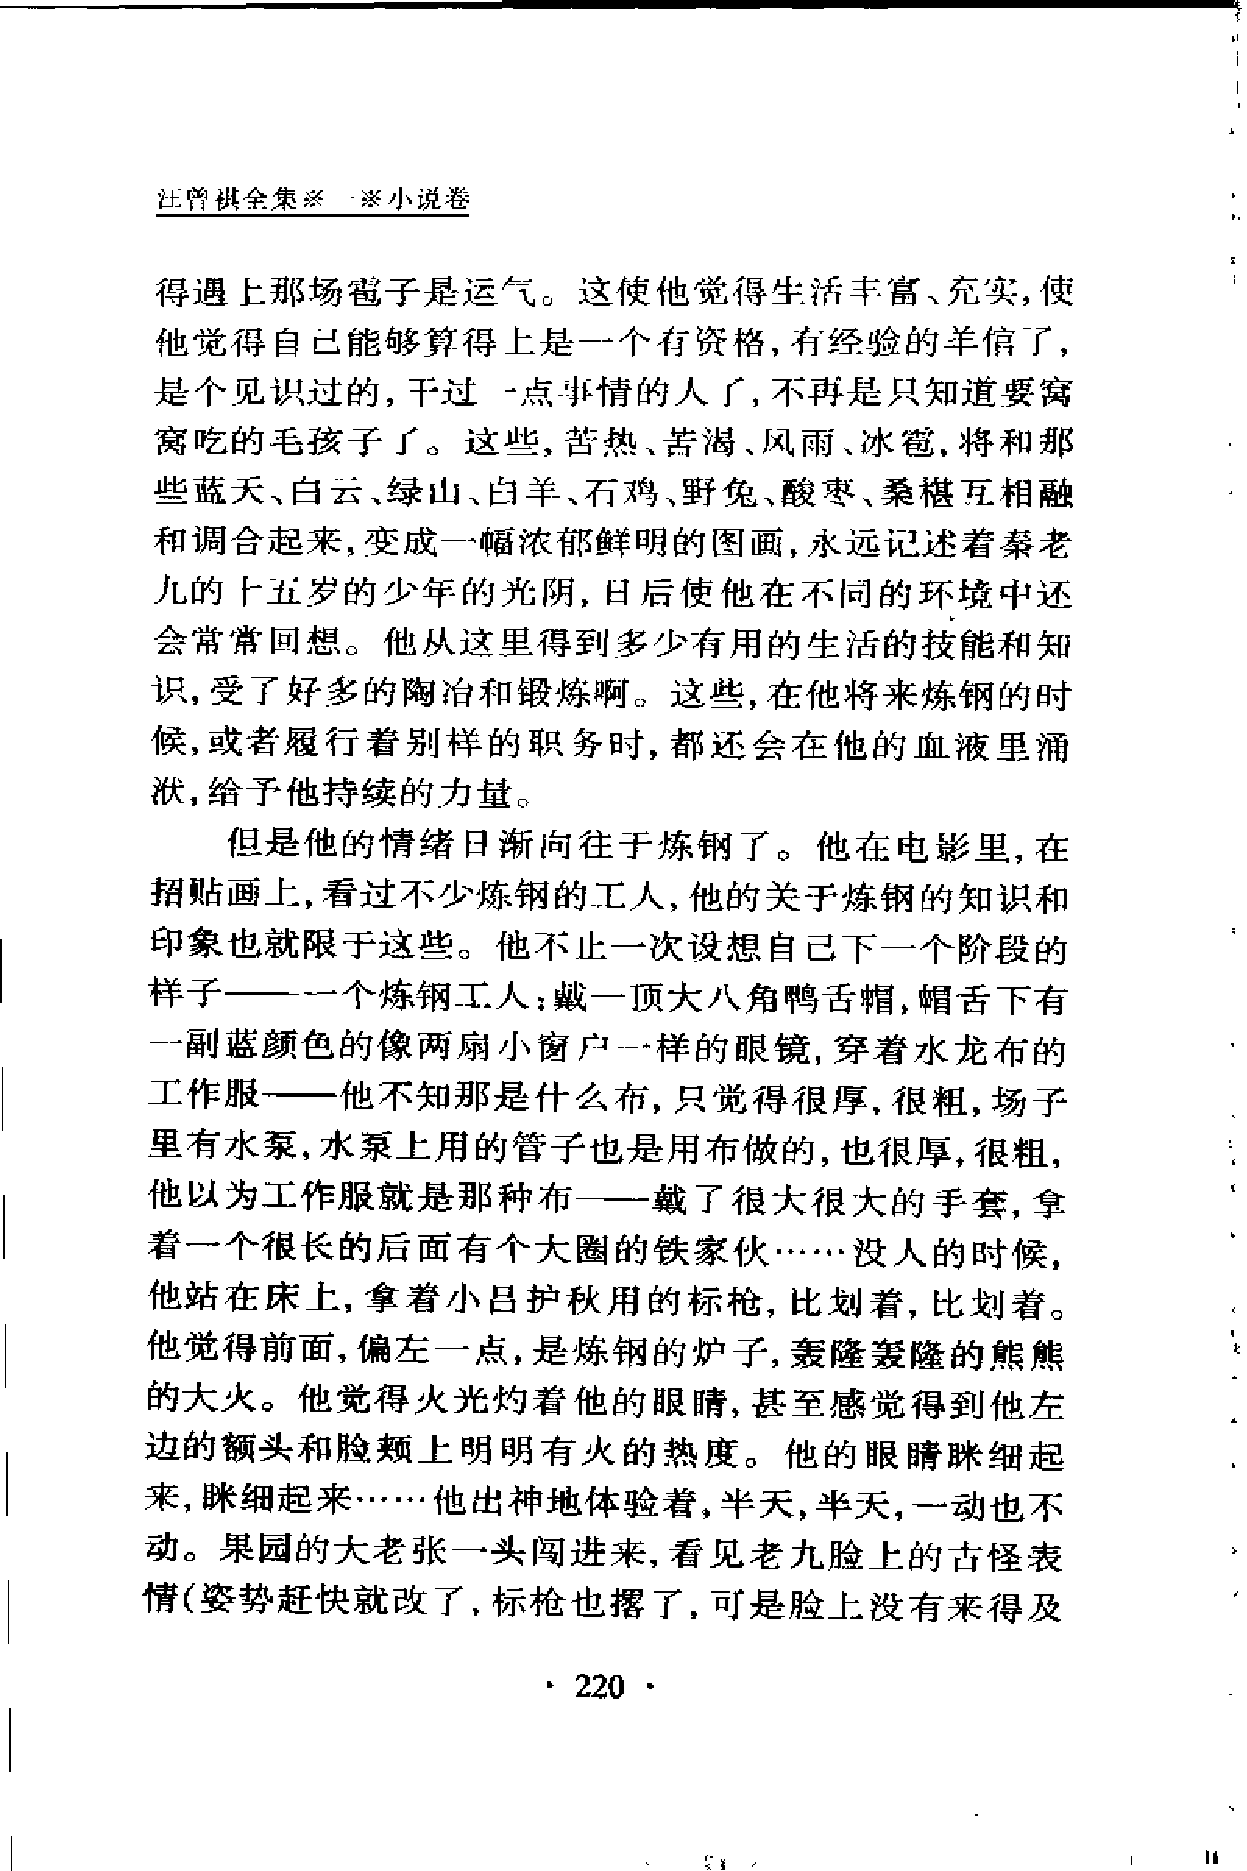 汪曾祺全集※一※小说卷
得遇上那场雹子是运气。这使他觉得生活丰富、充实,使
他觉得自己能够算得上是一个有资格,有经验的羊倌了,
是个见识过的,干过一点事情的人了,不再是只知道要窝
窝吃的毛孩子了。这些,苦热、苦渴、风雨、冰雹,将和那
些蓝天、白云、绿山、白羊、石鸡、野兔、酸枣、桑椹互相融
和调合起来,变成一幅浓郁鲜明的图画,永远记述着秦老
九的十五岁的少年的光阴,日后使他在不同的环境中还
会常常回想。他从这里得到多少有用的生活的技能和知
识,受了好多的陶冶和锻炼啊。这些,在他将来炼钢的时
候,或者履行着别样的职务时,都还会在他的血液里涌
洑,给予他持续的力量。
但是他的情绪日渐向往于炼钢了。他在电影里,在
招贴画上,看过不少炼钢的工人,他的关于炼钢的知识和
印象也就限于这些。他不止一次设想自己下一个阶段的
样子——一个炼钢工人:戴一顶大八角鸭舌帽,帽舌下有
一副蓝颜色的像两扇小窗户一样的眼镜,穿着水龙布的
工作服——他不知那是什么布,只觉得很厚,很粗,场子
里有水泵,水泵上用的管子也是用布做的,也很厚,很粗,
他以为工作服就是那种布——戴了很大很大的手套,拿
着一个很长的后面有个大圈的铁家伙……没人的时候,
他站在床上,拿着小吕护秋用的标枪,比划着,比划着。
他觉得前面,偏左一点,是炼钢的炉子,轰隆轰隆的熊熊
的大火。他觉得火光灼着他的眼睛,甚至感觉得到他左
边的额头和脸颊上明明有火的热度。他的眼睛眯细起
来,眯细起来……他出神地体验着,半天,半天,一动也不
动。果园的大老张一头闯进来,看见老九脸上的古怪表
情(姿势赶快就改了,标枪也撂了,可是脸上没有来得及
· 220 ·